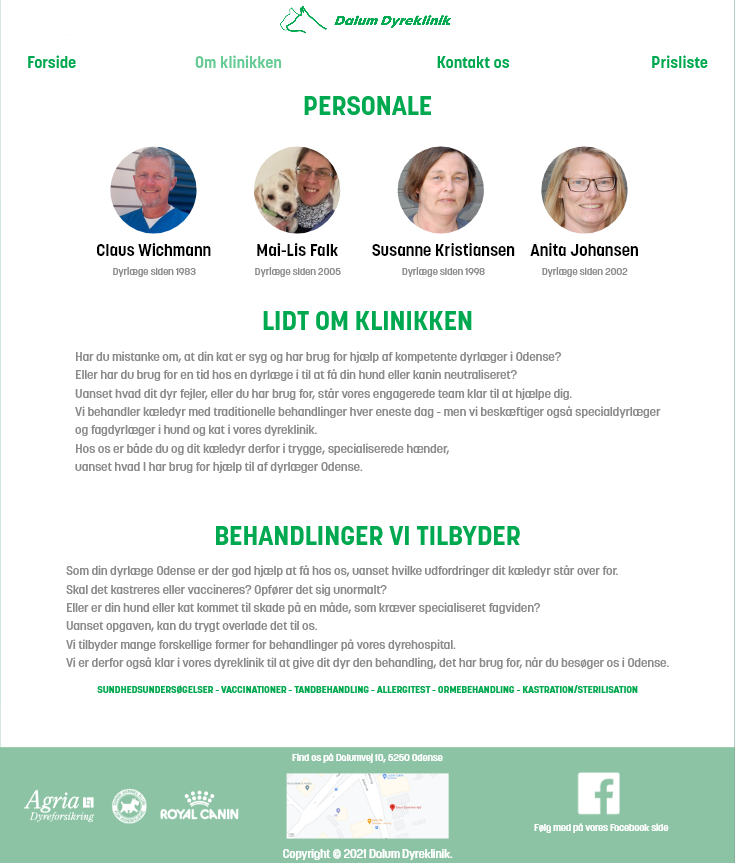 Dalum Dyreklinik
Forside Om klinikken Kontakt os Prisliste
PERSONALE
Claus Wichmann Mai-Lis Falk Susanne Kristiansen Anita Johansen
Dyrlæge siden 1983 Dyrlæge siden 2005 Dyrlæge siden 1998 Dyrlæge siden 2002
LIDT OM KLINIKKEN
Har du mistanke om, at din kat er syg og har brug for hjælp af kompetente dyrlæger i Odense?
Eller har du brug for en tid hos en dyrlæge i til at få din hund eller kanin neutraliseret?
Uanset hvad dit dyr fejler, eller du har brug for, står vores engagerede team klar til at hjælpe dig.
Vi behandler kæledyr med traditionelle behandlinger hver eneste dag - men vi beskæftiger også specialdyrlæger
og fagdyrlæger i hund og kat i vores dyreklinik.
Hos os er både du og dit kæledyr derfor i trygge, specialiserede hænder,
uanset hvad I har brug for hjælp til af dyrlæger Odense.
BEHANDLINGER VI TILBYDER
Som din dyrlæge Odense er der god hjælp at få hos os, uanset hvilke udfordringer dit kæledyr står over for.
Skal det kastreres eller vaccineres? Opfører det sig unormalt?
Eller er din hund eller kat kommet til skade på en måde, som kræver specialiseret fagviden?
Uanset opgaven, kan du trygt overlade det til os.
Vi tilbyder mange forskellige former for behandlinger på vores dyrehospital.
Vi er derfor også klar i vores dyreklinik til at give dit dyr den behandling, det har brug for, når du besøger os i Odense.
SUNDHEDSUNDERSØGELSER - VACCINATIONER - TANDBEHANDLING - ALLERGITEST - ORMEBEHANDLING - KASTRATION/STERILISATION
Find os på Dalumvej 10, 5250 Odense
Agria
Dyreforsikring
ROYAL CANIN
Følg med på vores Facebook side
Copyright © 2021 Dalum Dyreklinik.